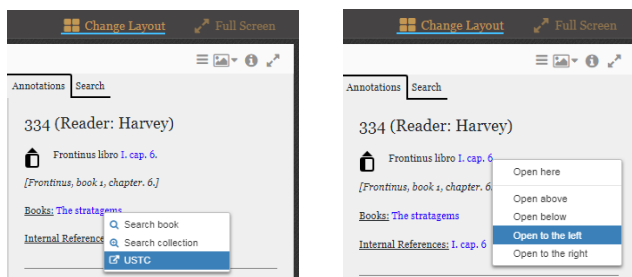 Change Layout Full Screen
Annotations Search
334 (Reader: Harvey)
Frontinus libro I. cap. 6.
[Frontinus, book 1, chapter. 6.]
Books: The stratagems
Search book
Internal Reference
Search collection
USTC
Change Layout Full Screen
Annotations Search
334 (Reader: Harvey)
Frontinus libro I. cap. 6
Open here
[Frontinus, book 1, chapter. 6.
Open above
Books: The stratagems
Open below
Open to the left
Internal References: I. cap. 6
Open to the right